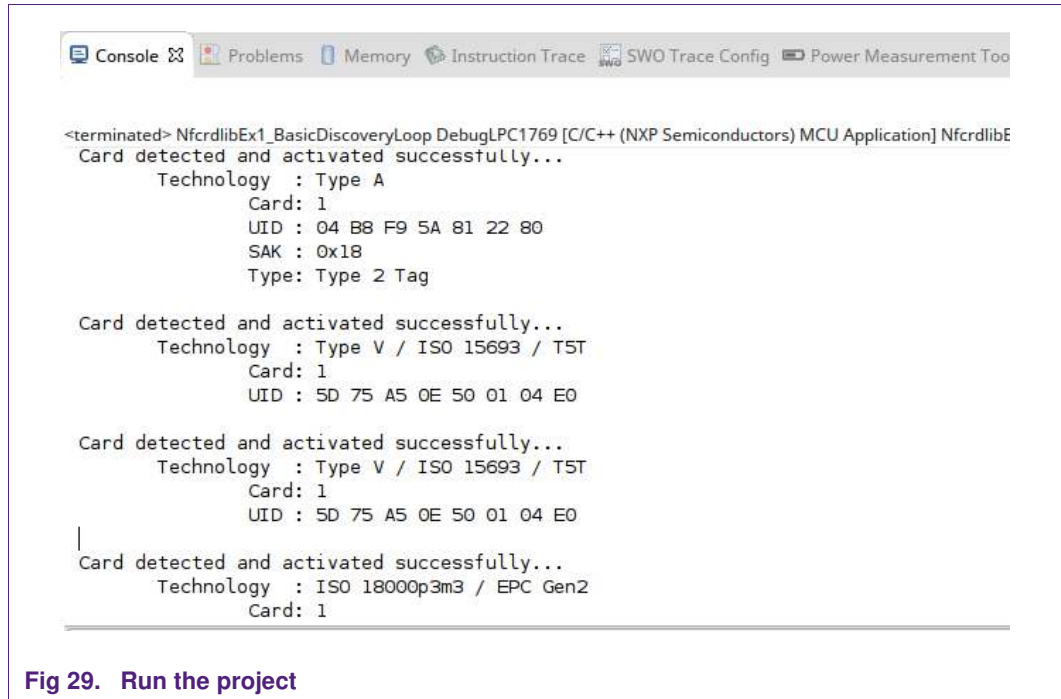 Console Problems Memory Instruction Trace SWO Trace Config Power Measurement Too
<terminated> NfcrdlibEx1_BasicDiscoveryLoop DebugLPC1769 [C/C++ (NXP Semiconductors) MCU Application] NfcrdlibE
Card detected and activated successfully...
Technology : Type A
Card: 1
UID : 04 B8 F9 5A 81 22 80
SAK : 0x18
Type: Type 2 Tag
Card detected and activated successfully...
Technology : Type V / ISO 15693 / T5T
Card: 1
UID : 5D 75 A5 0E 50 01 04 E0
Card detected and activated successfully...
Technology : Type V / ISO 15693 / T5T
Card: 1
UID : 5D 75 A5 0E 50 01 04 E0
Card detected and activated successfully...
Technology : ISO 18000p3m3 / EPC Gen2
Card: 1
Fig 29. Run the project